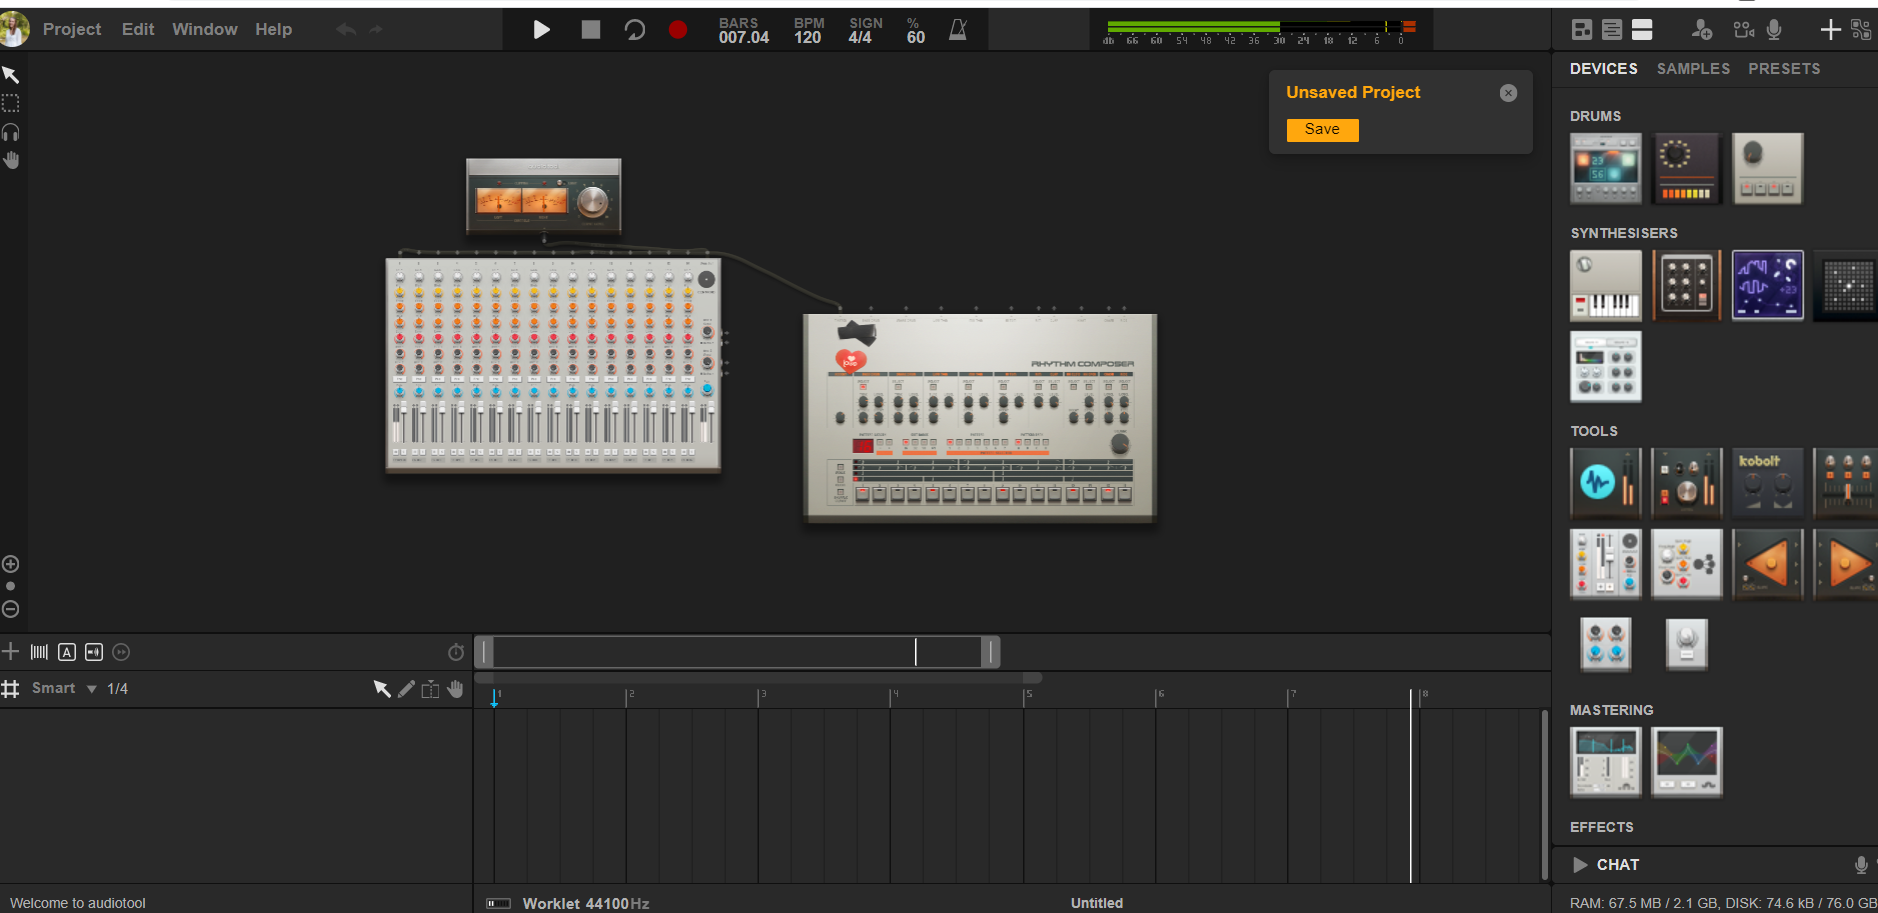 Project Edit Window Help
BARS BPM SIGN %
007.04 120 4/4 60
db 66 60 54 48 42 36 30 24 18 12 6 0
DEVICES SAMPLES PRESETS
Unsaved Project
Save
DRUMS
SYNTHESISERS
RHYTHM COMPOSER
TOOLS
kobolt
Smart 1/4
1 2 3 4 5 6 7 8
MASTERING
EFFECTS
CHAT
Welcome to audiotool
Worklet 44100Hz
Untitled
RAM: 67.5 MB / 2.1 GB, DISK: 74.6 kB / 76.0 GB